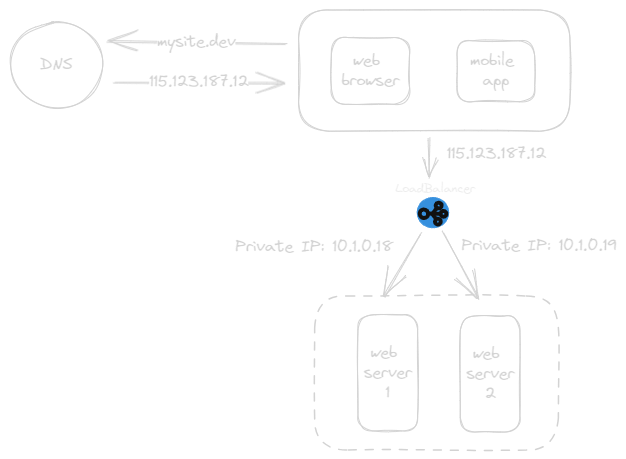 DNS
mysite.dev
115.123.187.12
web
browser
mobile
app
115.123.187.12
LoadBalancer
Private IP: 10.1.0.18
Private IP: 10.1.0.19
web
server
1
web
server
2